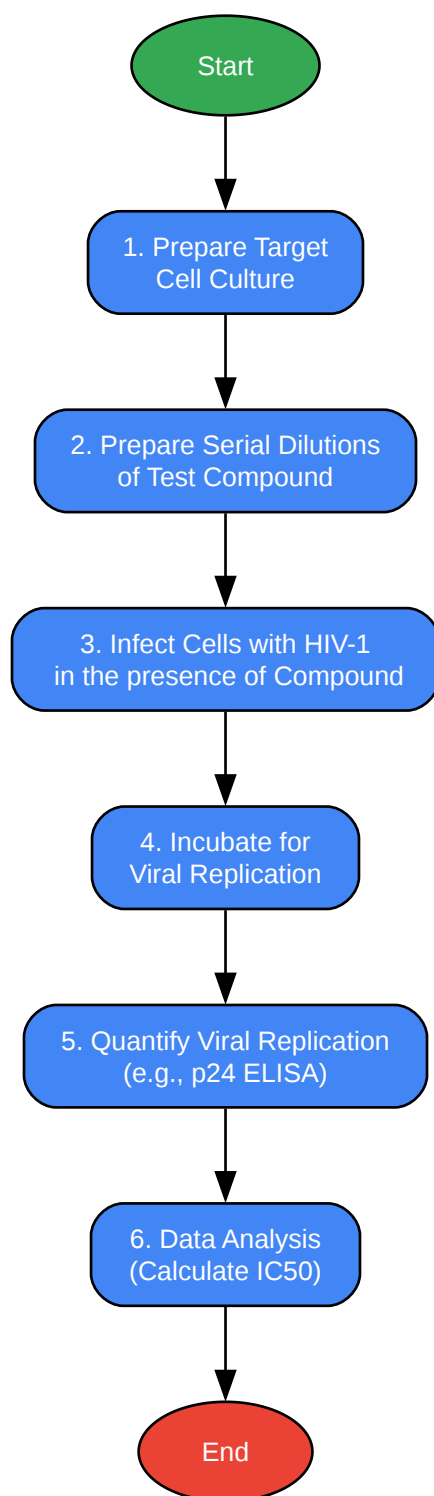 Start
1. Prepare Target
Cell Culture
2. Prepare Serial Dilutions
of Test Compound
3. Infect Cells with HIV-1
in the presence of Compound
4. Incubate for
Viral Replication
5. Quantify Viral Replication
(e.g., p24 ELISA)
6. Data Analysis
(Calculate IC50)
End